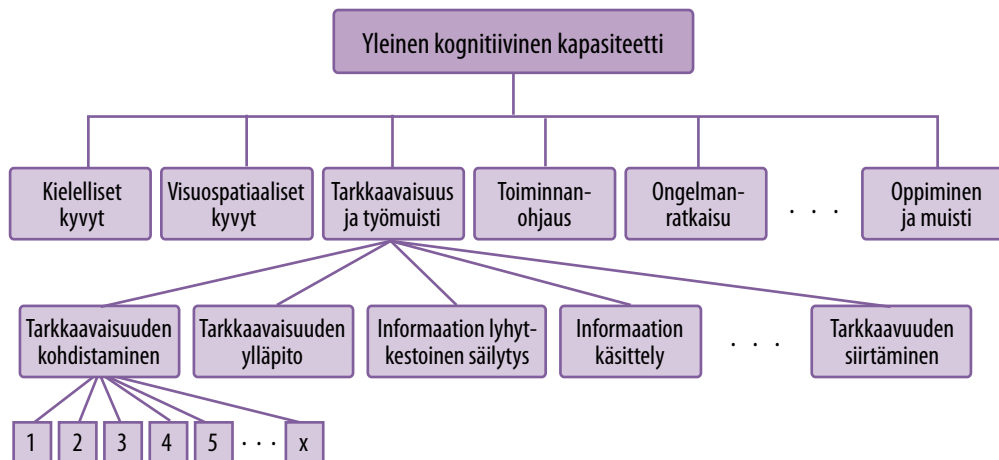 Yleinen kognitiivinen kapasiteetti
Kielelliset
kyvyt
Visuospatiaaliset
kyvyt
Tarkkaavaisuus
ja työmuisti
Toiminnan-
ohjaus
Ongelman-
ratkaisu
. . .
Oppiminen
ja muisti
Tarkkaavaisuuden
kohdistaminen
Tarkkaavaisuuden
ylläpito
Informaation lyhyt-
kestoinen säilytys
Informaation
käsittely
. . .
Tarkkaavuuden
siirtäminen
1 2 3 4 5 . . . x